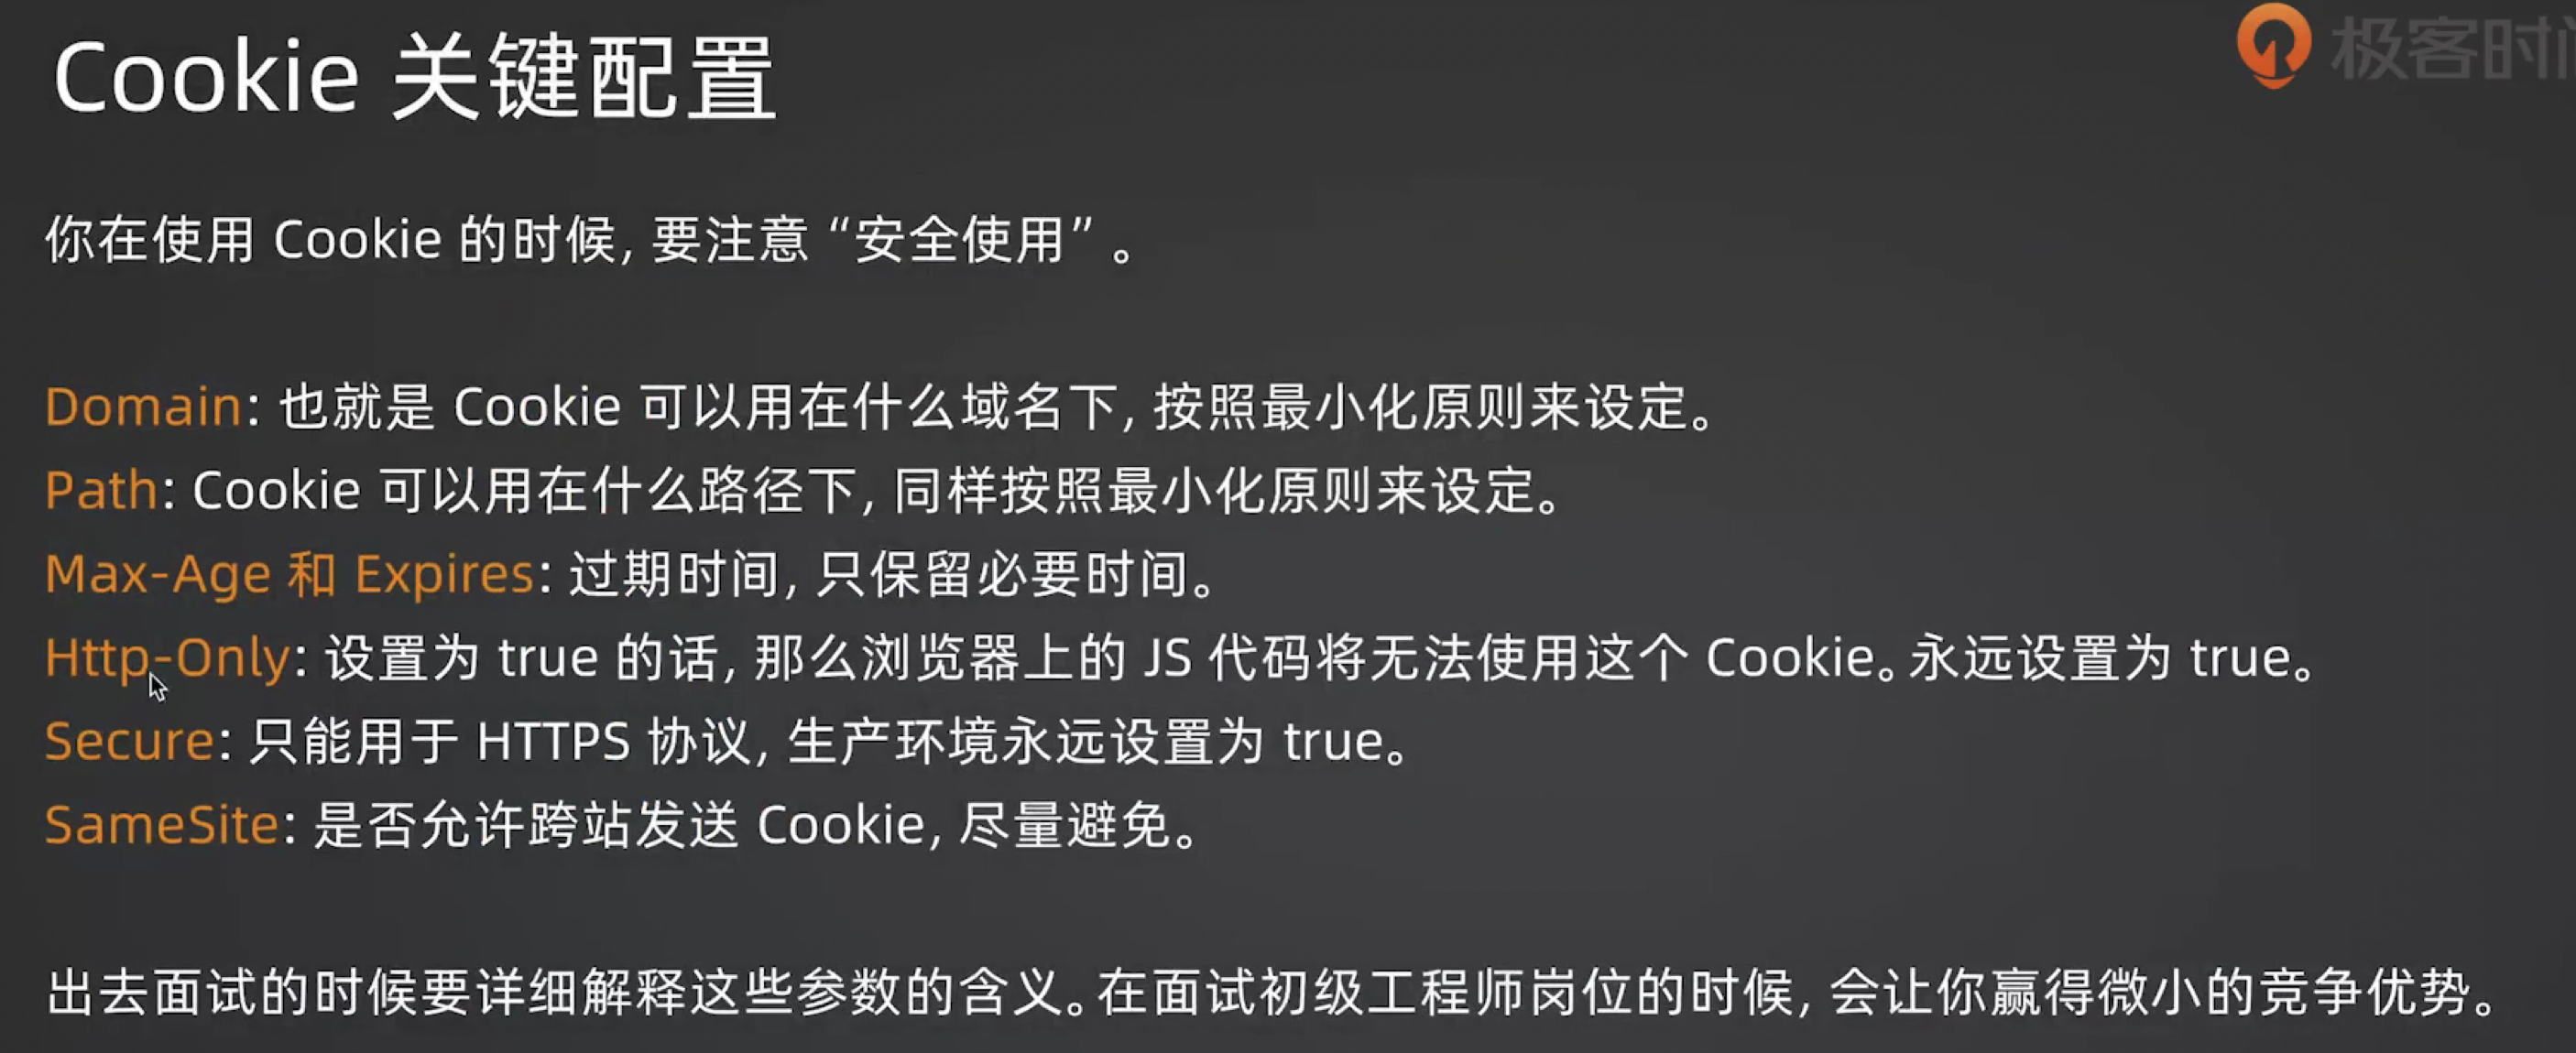 Cookie 关键配置
极客时间
你在使用 Cookie 的时候, 要注意 “安全使用” 。
Domain: 也就是 Cookie 可以用在什么域名下, 按照最小化原则来设定。
Path: Cookie 可以用在什么路径下, 同样按照最小化原则来设定。
Max-Age 和 Expires: 过期时间, 只保留必要时间。
Http-Only: 设置为 true 的话, 那么浏览器上的 JS 代码将无法使用这个 Cookie。永远设置为 true。
Secure: 只能用于 HTTPS 协议, 生产环境永远设置为 true。
SameSite: 是否允许跨站发送 Cookie, 尽量避免。
出去面试的时候要详细解释这些参数的含义。在面试初级工程师岗位的时候, 会让你赢得微小的竞争优势。